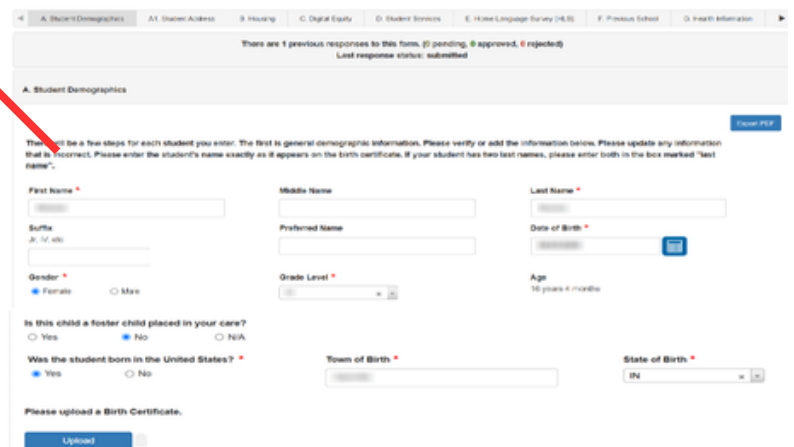 A. Student Demographics
A1. Student Address
B. Housing
C. Digital Equity
D. Student Services
E. Home Language Survey (HLS)
F. Previous School
G. Health Information
There are 1 previous responses to this form. (0 pending, 0 approved, 0 rejected)
Last response status: submitted
A. Student Demographics
Export PDF
There will be a few steps for each student you enter. The first is general demographic information. Please verify or add the information below. Please update any information
that is incorrect. Please enter the student's name exactly as it appears on the birth certificate. If your student has two last names, please enter both in the box marked "last
name".
First Name *
Middle Name
Last Name *
Suffix
Jr, IV, etc
Preferred Name
Date of Birth *
Gender *
Female
Male
Grade Level *
Age
16 years 4 months
Is this child a foster child placed in your care?
Yes
No
N/A
Was the student born in the United States? *
Yes
No
Town of Birth *
State of Birth *
IN
Please upload a Birth Certificate.
Upload